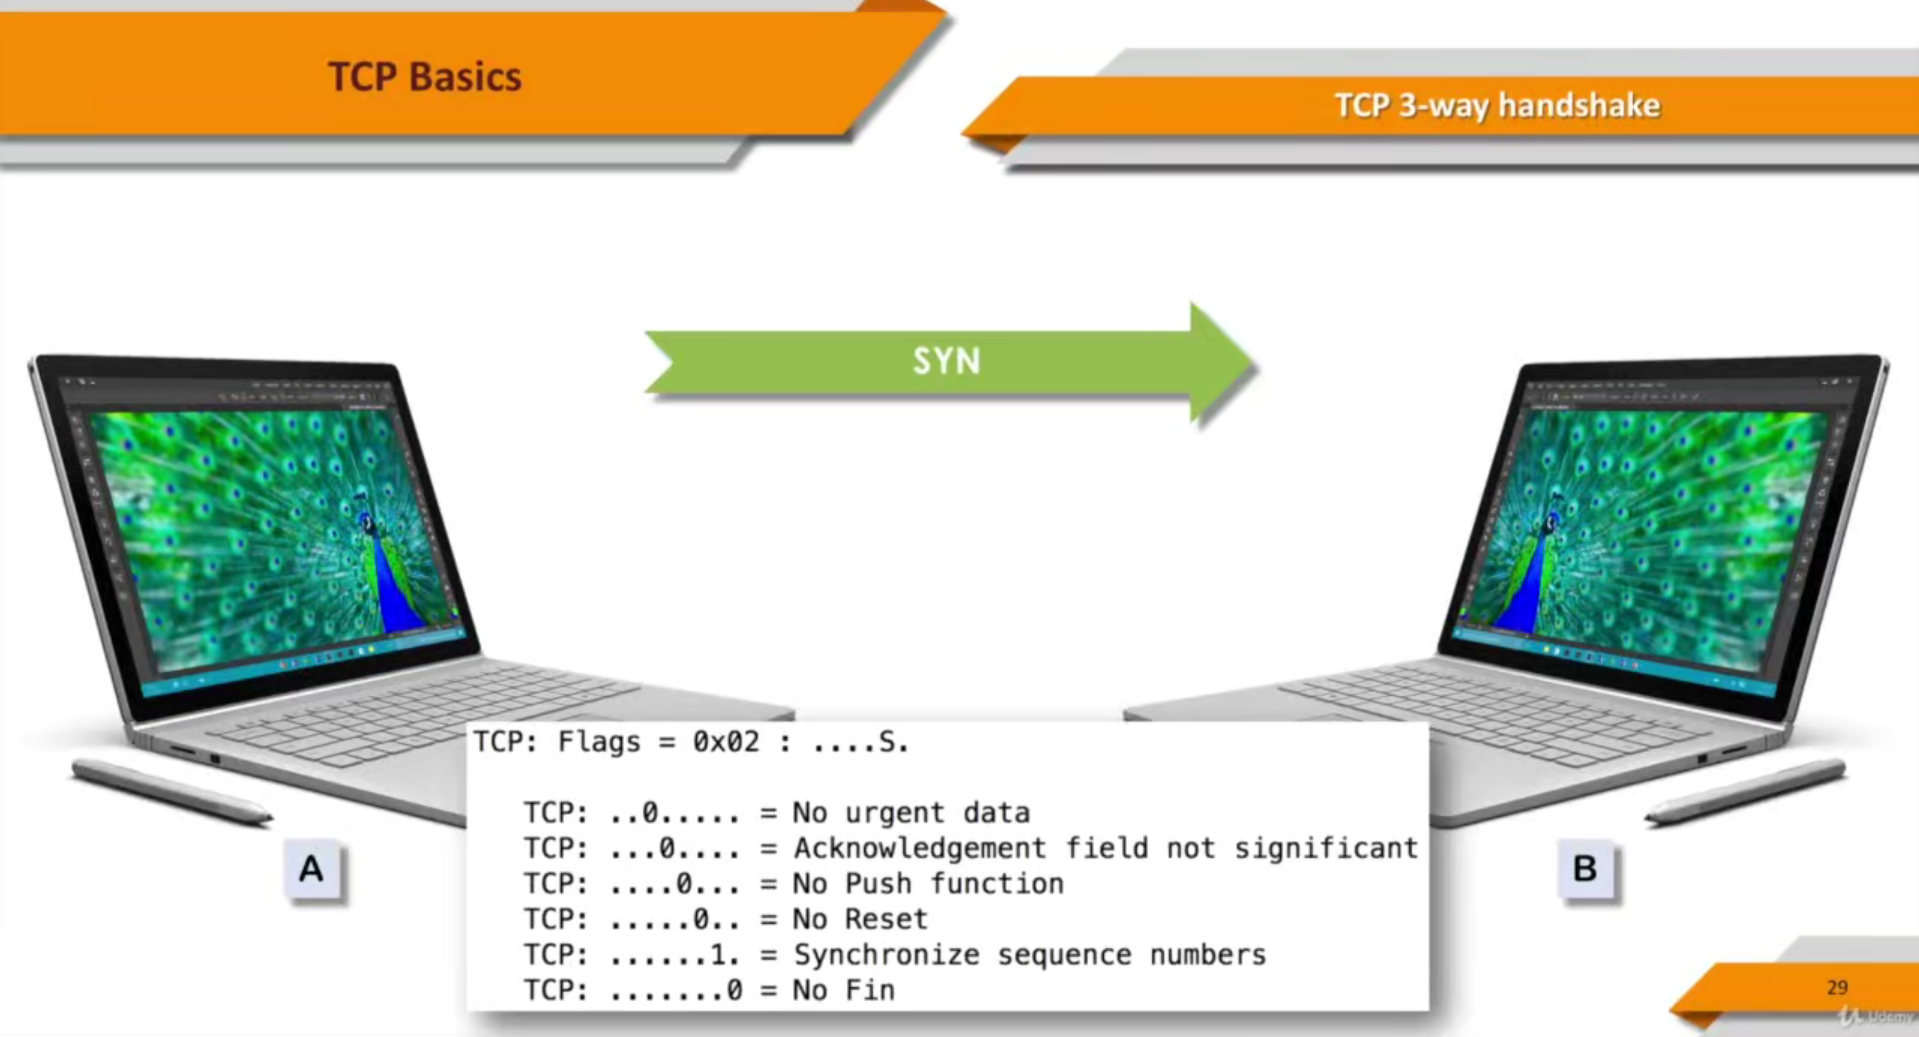 TCP Basics
TCP 3-way handshake
SYN
TCP: Flags = 0x02 : ....S.
TCP: ..0..... = No urgent data
TCP: ...0.... = Acknowledgement field not significant
TCP: ....0... = No Push function
TCP: .....0.. = No Reset
TCP: ......1. = Synchronize sequence numbers
TCP: .......0 = No Fin
A
B
29
Udemy